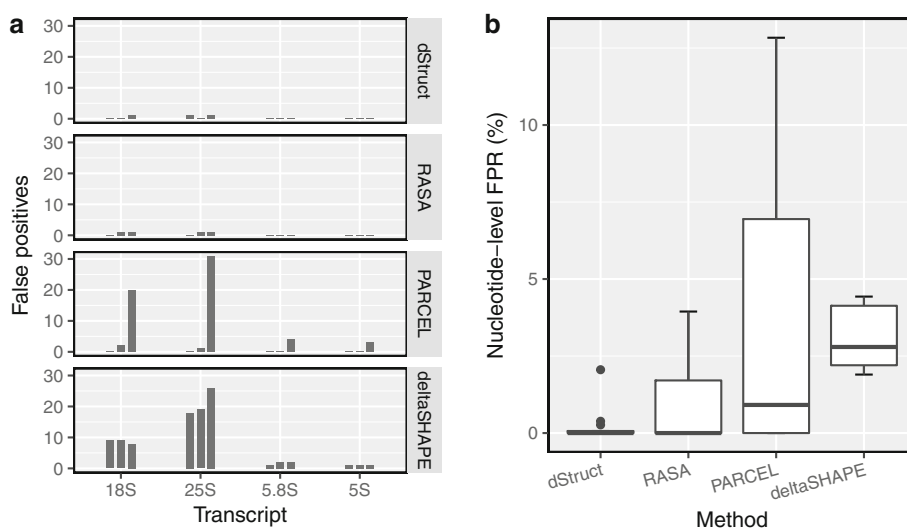 a
30
20
10
0
dStruct
30
20
10
0
RASA
30
20
10
0
PARCEL
30
20
10
0
deltaSHAPE
False positives
18S 25S 5.8S 5S
Transcript
b
Nucleotide-level FPR (%)
10
5
0
dStruct RASA PARCEL deltaSHAPE
Method